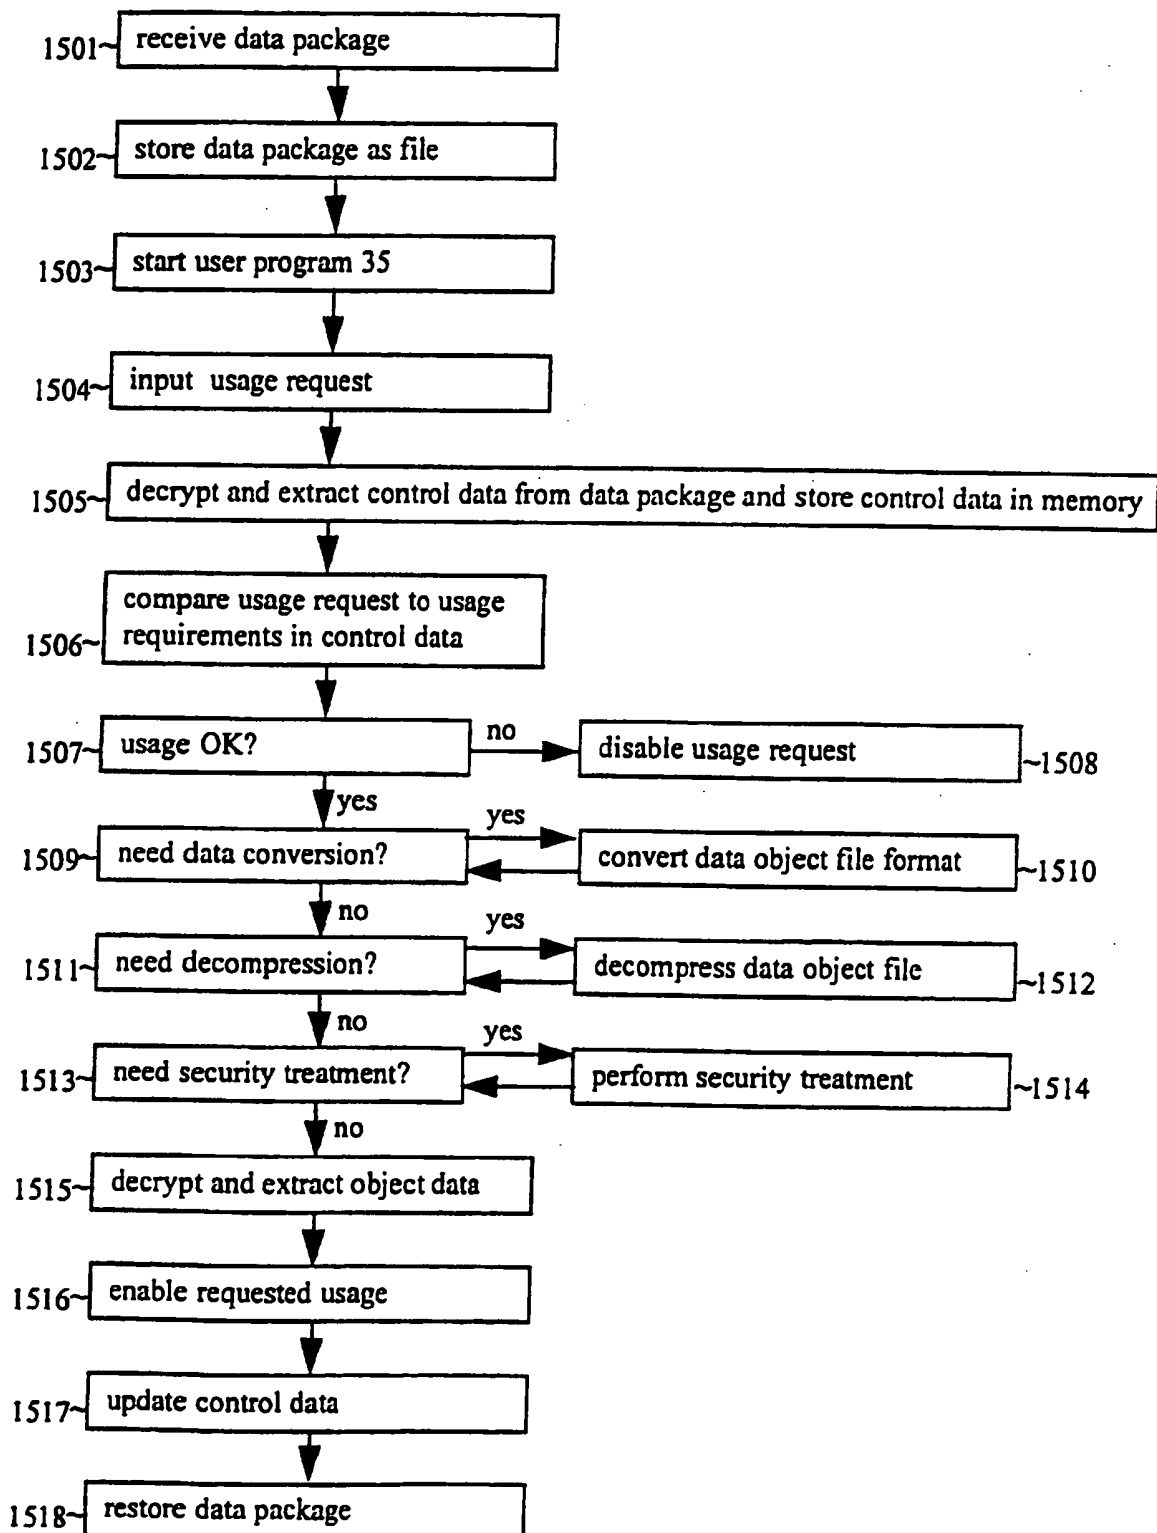 1501~ receive data package
1502~ store data package as file
1503~ start user program 35
1504~ input usage request
1505~ decrypt and extract control data from data package and store control data in memory
compare usage request to usage
1506~ requirements in control data
1507~ usage OK? no disable usage request ~1508
yes
1509~ need data conversion? yes convert data object file format ~1510
no
1511~ need decompression? yes decompress data object file ~1512
no
1513~ need security treatment? yes perform security treatment ~1514
no
1515~ decrypt and extract object data
1516~ enable requested usage
1517~ update control data
1518~ restore data package